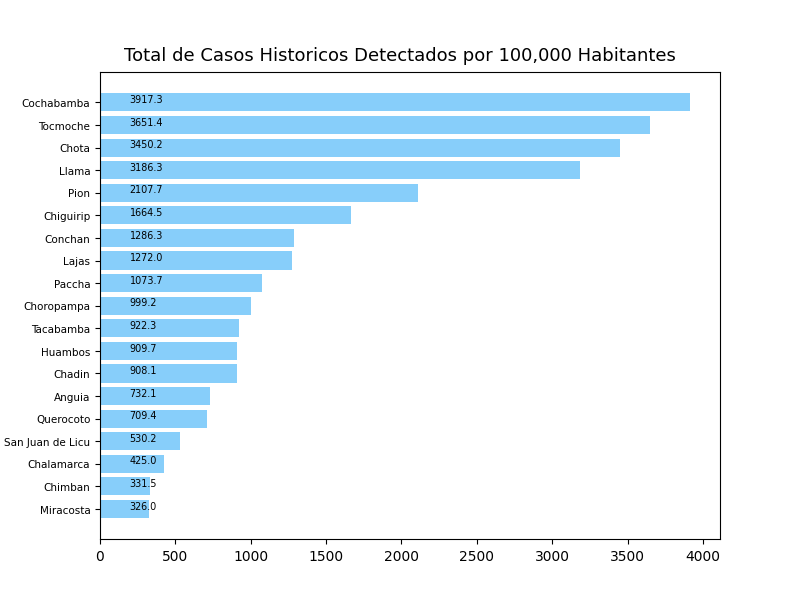 Total de Casos Historicos Detectados por 100,000 Habitantes
Cochabamba 3917.3
Tocmoche 3651.4
Chota 3450.2
Llama 3186.3
Pion 2107.7
Chiguirip 1664.5
Conchan 1286.3
Lajas 1272.0
Paccha 1073.7
Choropampa 999.2
Tacabamba 922.3
Huambos 909.7
Chadin 908.1
Anguia 732.1
Querocoto 709.4
San Juan de Licu 530.2
Chalamarca 425.0
Chimban 331.5
Miracosta 326.0
0 500 1000 1500 2000 2500 3000 3500 4000